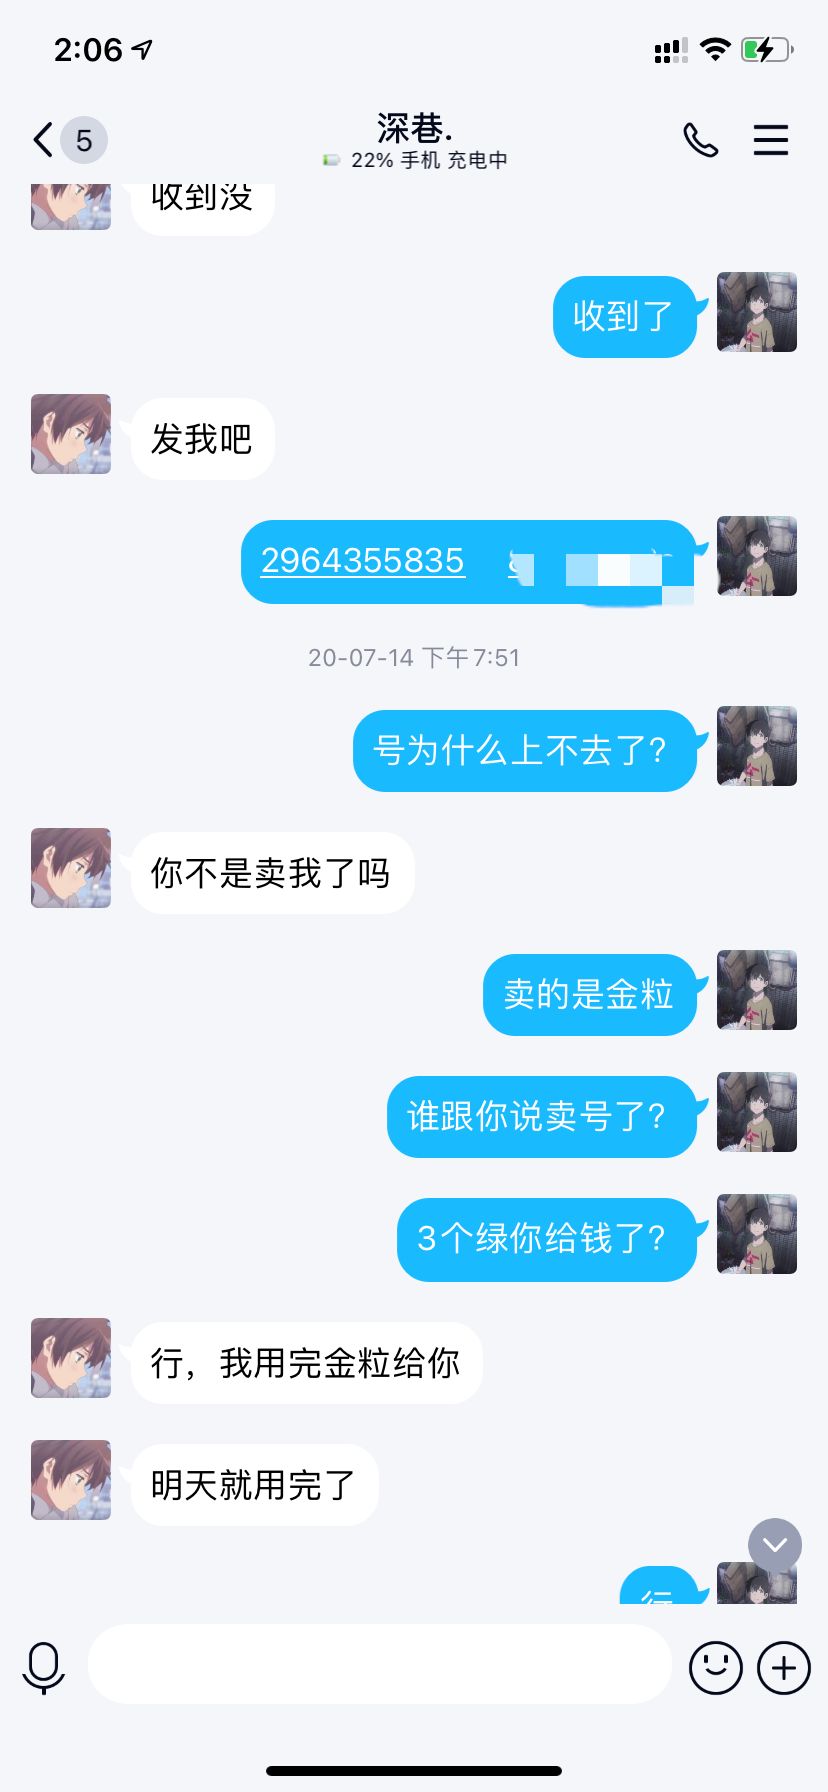 2:06
5
深巷.
22% 手机 充电中
收到没
收到了
发我吧
2964355835
20-07-14 下午 7:51
号为什么上不去了?
你不是卖我了吗
卖的是金粒
谁跟你说卖号了?
3个绿你给钱了?
行，我用完金粒给你
明天就用完了
行